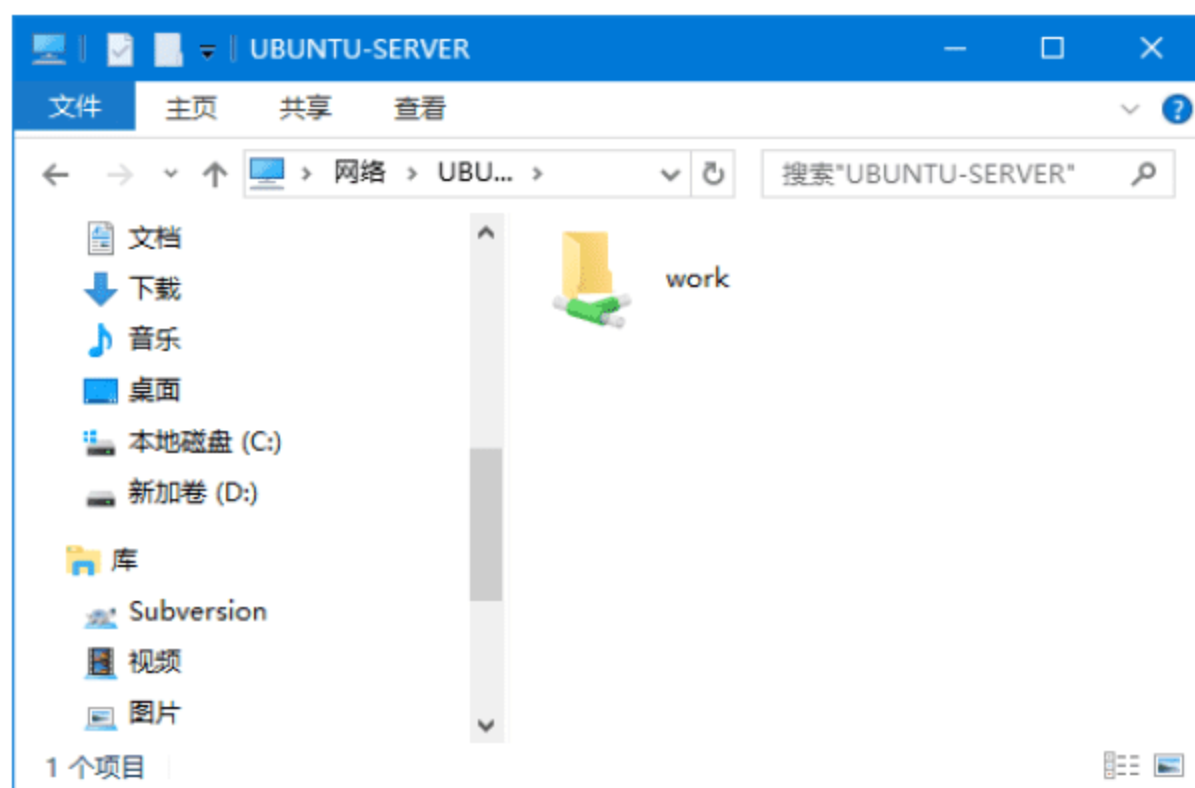 UBUNTU-SERVER
文件 主页 共享 查看 ?
网络 UBU...
搜索"UBUNTU-SERVER"
文档
下载
音乐
桌面
本地磁盘 (C:)
新加卷 (D:)
库
Subversion
视频
图片
work
1 个项目